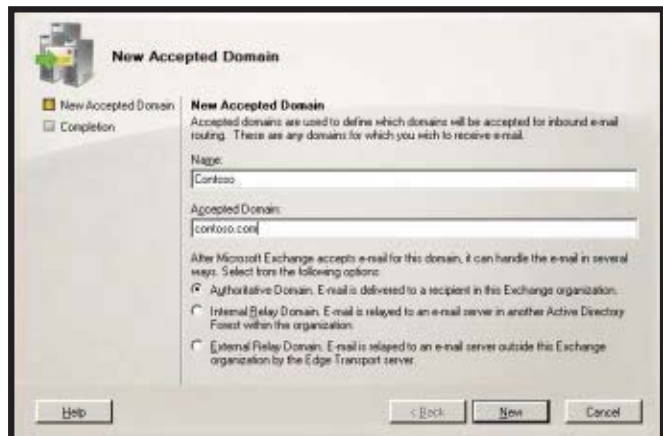 New Accepted Domain
New Accepted Domain
Completion
New Accepted Domain
Accepted domains are used to define which domains will be accepted for inbound e-mail
routing. These are any domains for which you wish to receive e-mail.
Name:
Contoso
Accepted Domain:
contoso.com
After Microsoft Exchange accepts e-mail for this domain, it can handle the e-mail in several
ways. Select from the following options:
Authoritative Domain. E-mail is delivered to a recipient in this Exchange organization.
Internal Relay Domain. E-mail is relayed to an e-mail server in another Active Directory
Forest within the organization.
External Relay Domain. E-mail is relayed to an e-mail server outside this Exchange
organization by the Edge Transport server.
Help
< Back
New
Cancel